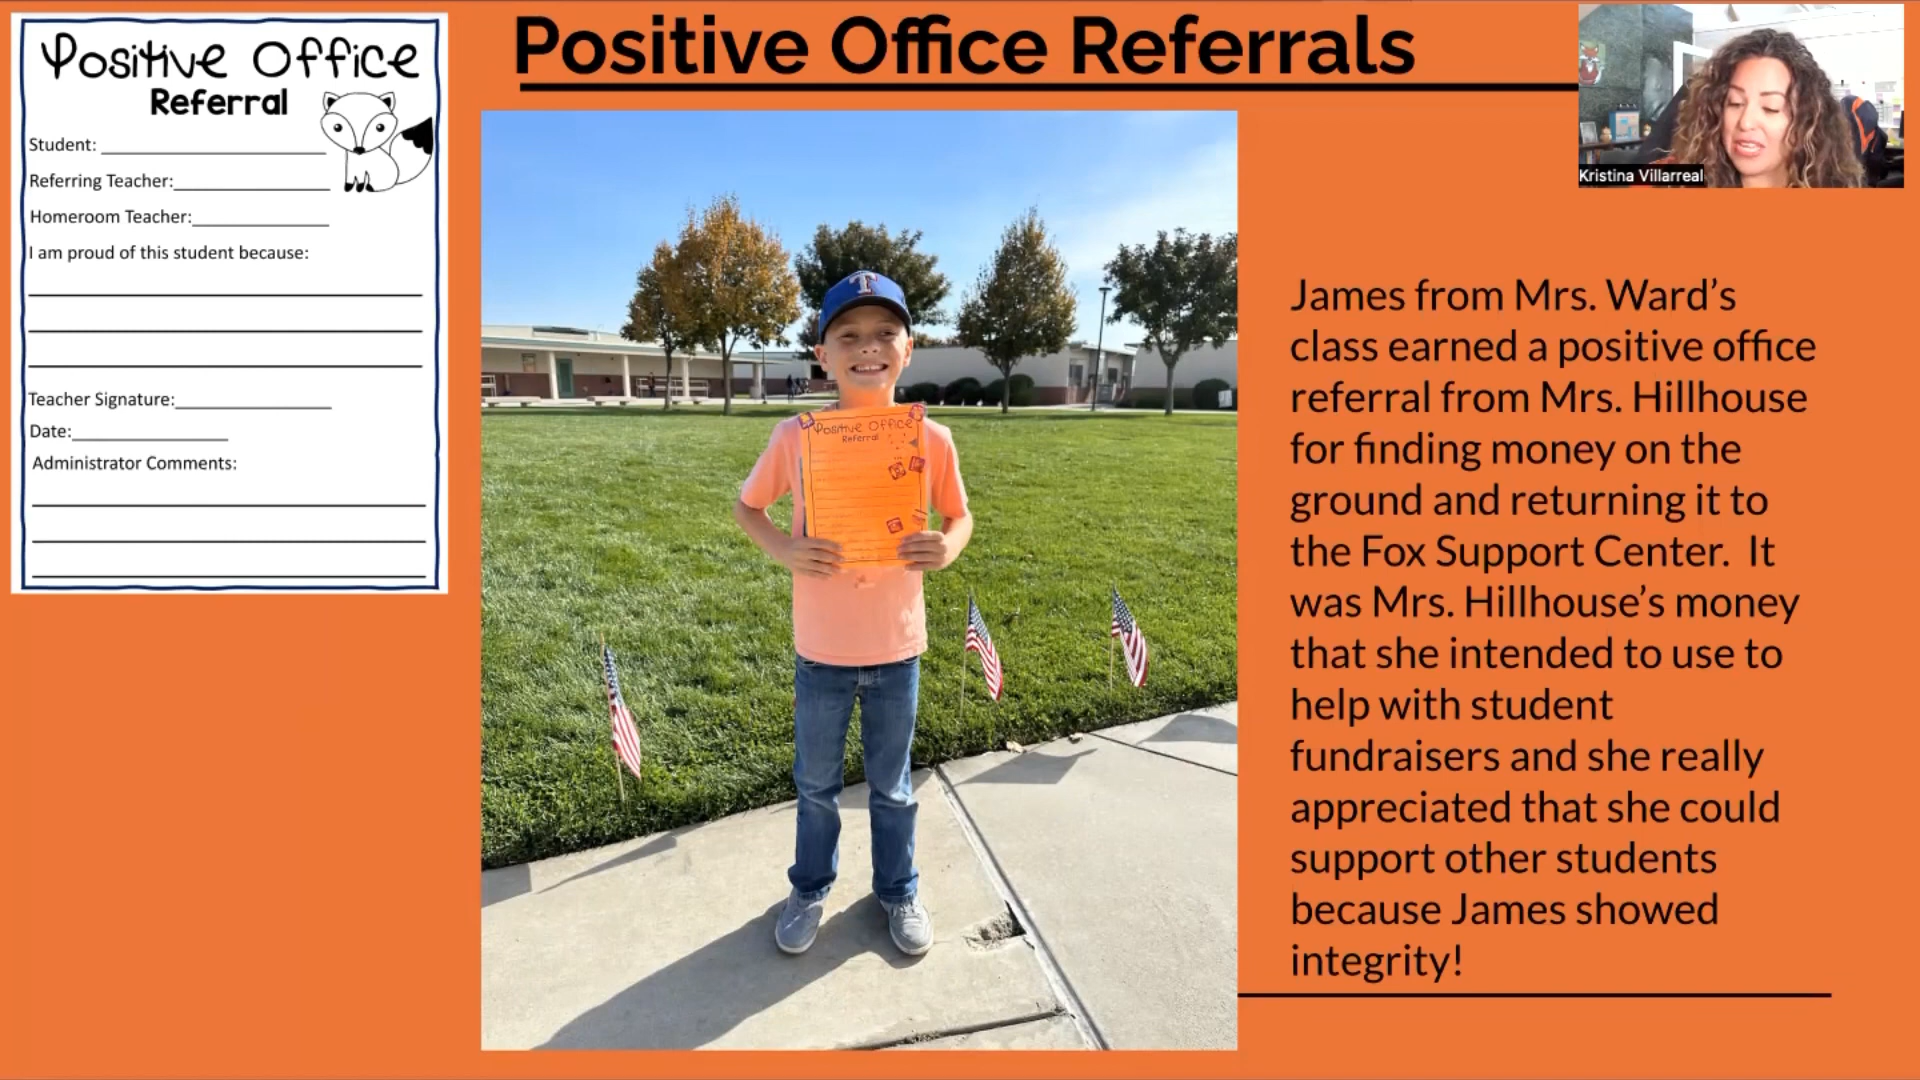 Positive Office
Referral
Student:
Referring Teacher:
Homeroom Teacher:
I am proud of this student because:
Teacher Signature:
Date:
Administrator Comments:
Positive Office Referrals
T
Positive Office
Referral
Kristina Villarreal
James from Mrs. Ward’s
class earned a positive office
referral from Mrs. Hillhouse
for finding money on the
ground and returning it to
the Fox Support Center.  It
was Mrs. Hillhouse’s money
that she intended to use to
help with student
fundraisers and she really
appreciated that she could
support other students
because James showed
integrity!